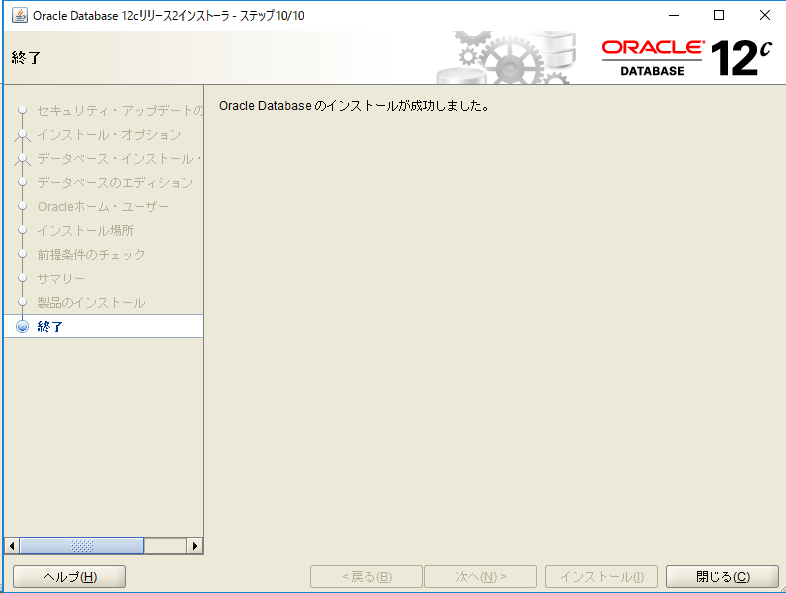 Oracle Database 12cリリース2インストーラ - ステップ10/10
終了
ORACLE®
DATABASE
12c
セキュリティ・アップデートの
インストール・オプション
データベース・インストール・
データベースのエディション
Oracleホーム・ユーザー
インストール場所
前提条件のチェック
サマリー
製品のインストール
終了
Oracle Database のインストールが成功しました。
ヘルプ(H)
< 戻る(B)
次へ(N) >
インストール(I)
閉じる(C)